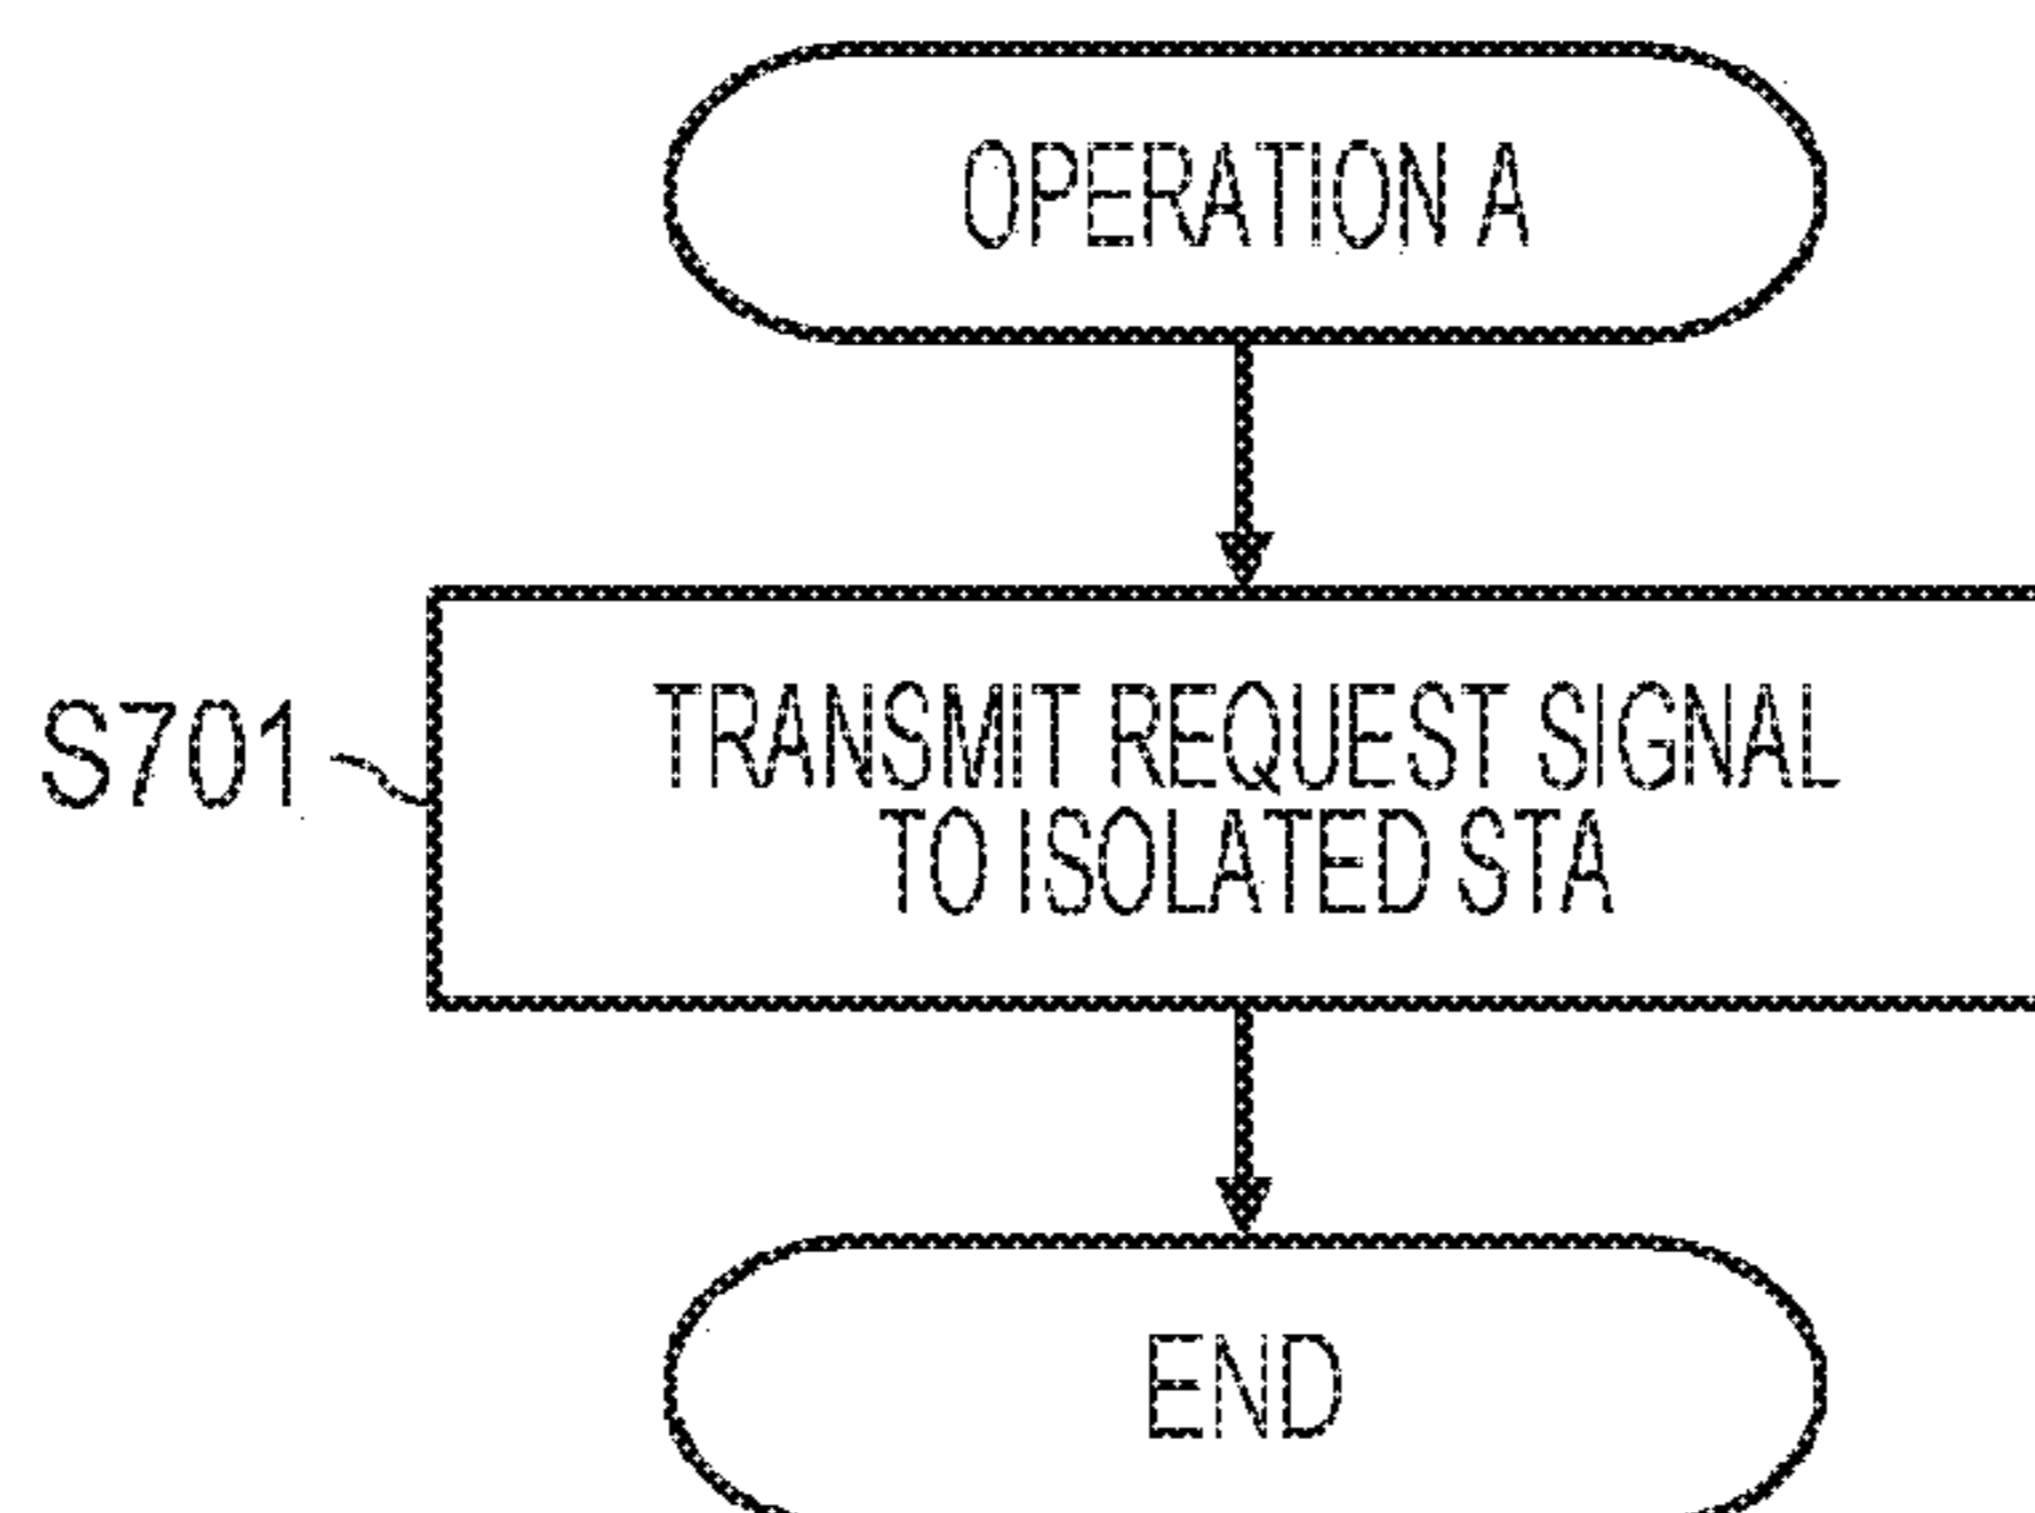 OPERATION A
S701
TRANSMIT REQUEST SIGNAL
TO ISOLATED STA
END